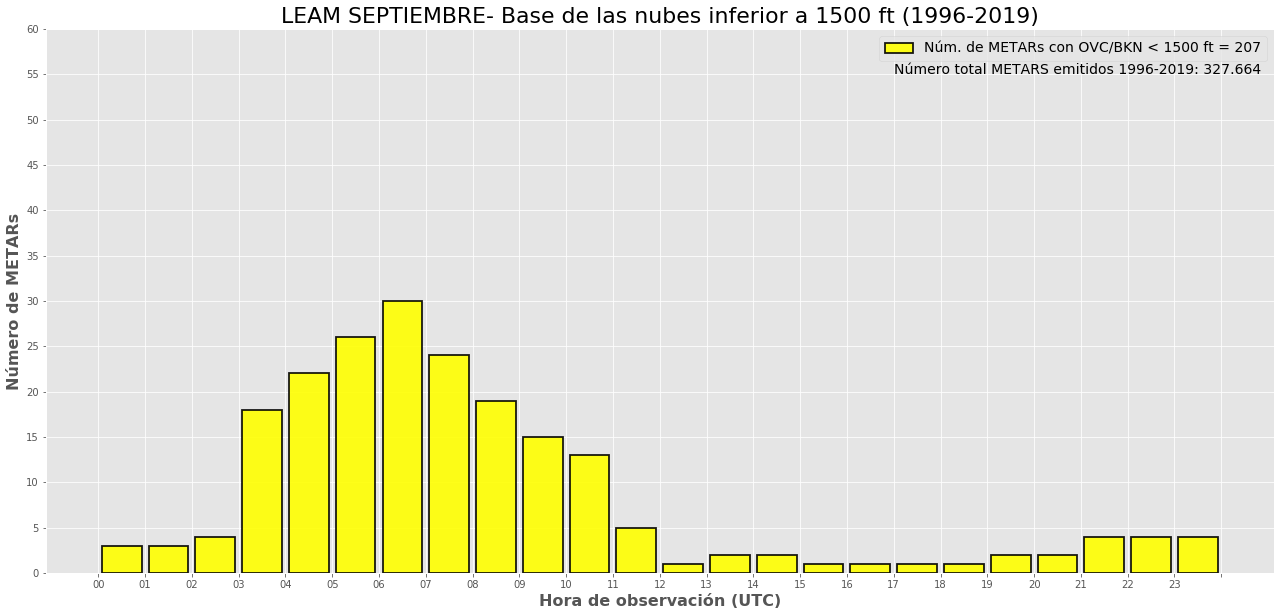 LEAM SEPTIEMBRE- Base de las nubes inferior a 1500 ft (1996-2019)
Núm. de METARs con OVC/BKN < 1500 ft = 207
Número total METARS emitidos 1996-2019: 327.664
Número de METARs
60
55
50
45
40
35
30
25
20
15
10
5
0
00 01 02 03 04 05 06 07 08 09 10 11 12 13 14 15 16 17 18 19 20 21 22 23
Hora de observación (UTC)